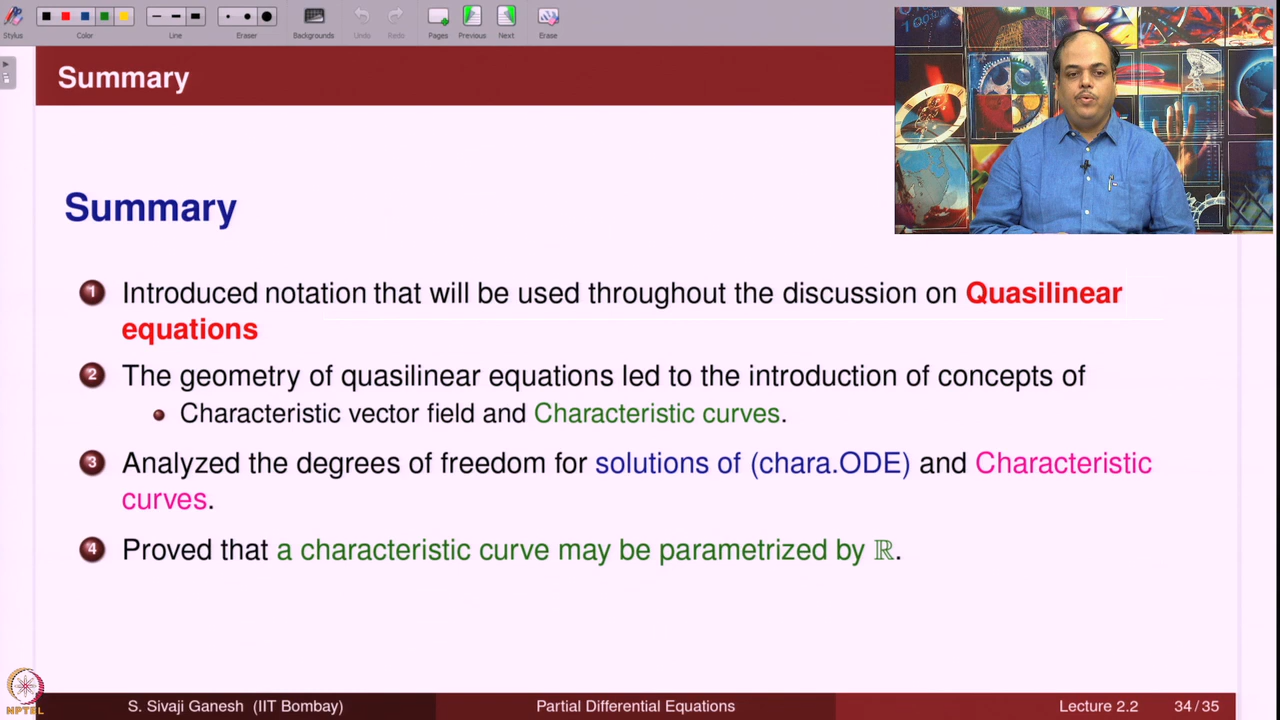 Stylus
Color
Line
Eraser
Backgrounds
Undo
Redo
Pages
Previous
Next
Erase
Summary
Summary
1 Introduced notation that will be used throughout the discussion on Quasilinear
equations
2 The geometry of quasilinear equations led to the introduction of concepts of
Characteristic vector field and Characteristic curves.
3 Analyzed the degrees of freedom for solutions of (chara.ODE) and Characteristic
curves.
4 Proved that a characteristic curve may be parametrized by ℝ.
NPTEL
S. Sivaji Ganesh (IIT Bombay)
Partial Differential Equations
Lecture 2.2
34/35